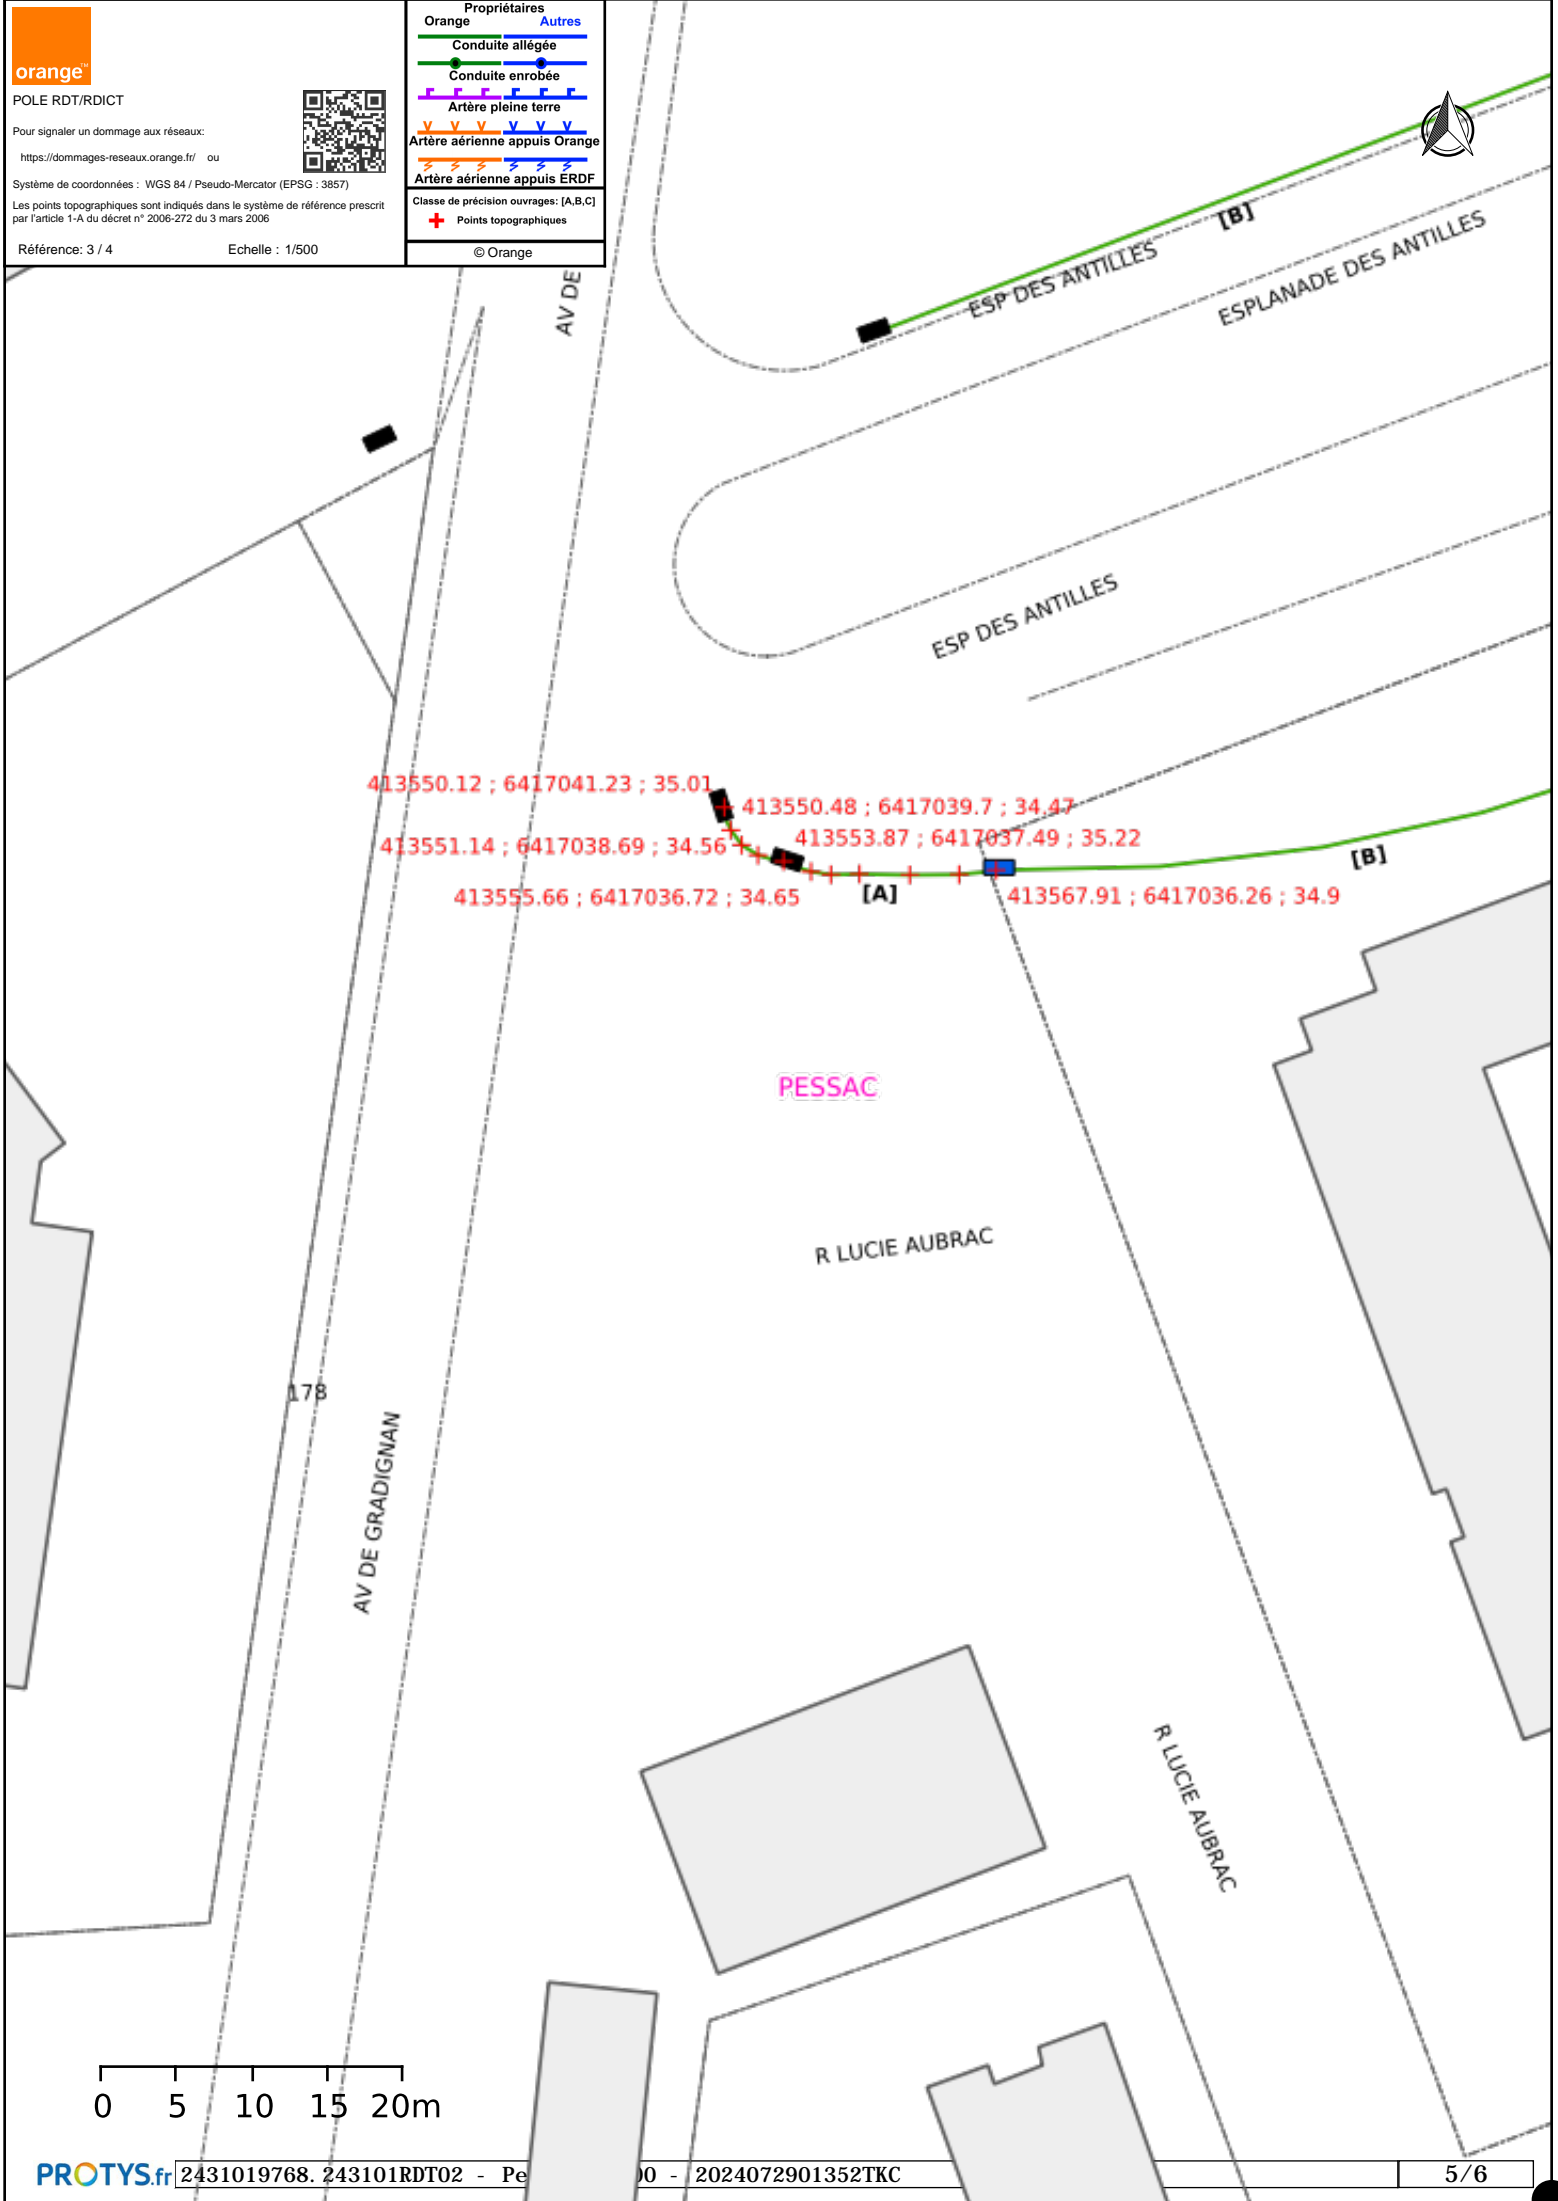 orange™
POLE RDT/RDICT
Pour signaler un dommage aux réseaux:
https://dommages-reseaux.orange.fr/ ou
Système de coordonnées : WGS 84 / Pseudo-Mercator (EPSG : 3857)
Les points topographiques sont indiqués dans le système de référence prescrit
par l'article 1-A du décret n° 2006-272 du 3 mars 2006
Référence: 3 / 4 Echelle : 1/500
Propriétaires
Orange Autres
Conduite allégée
Conduite enrobée
Artère pleine terre
Artère aérienne appuis Orange
Artère aérienne appuis ERDF
Classe de précision ouvrages: [A,B,C]
Points topographiques
© Orange
AV DE
[B]
ESP DES ANTILLES
ESPLANADE DES ANTILLES
ESP DES ANTILLES
413550.12 ; 6417041.23 ; 35.01
413550.48 ; 6417039.7 ; 34.47
413553.87 ; 6417037.49 ; 35.22
413551.14 ; 6417038.69 ; 34.56
[B]
413555.66 ; 6417036.72 ; 34.65
[A]
413567.91 ; 6417036.26 ; 34.9
PESSAC
R LUCIE AUBRAC
178
AV DE GRADIGNAN
R LUCIE AUBRAC
0 5 10 15 20m
PROTYS.fr 2431019768. 243101RDT02 - Pe 00 - 2024072901352TKC 5/6